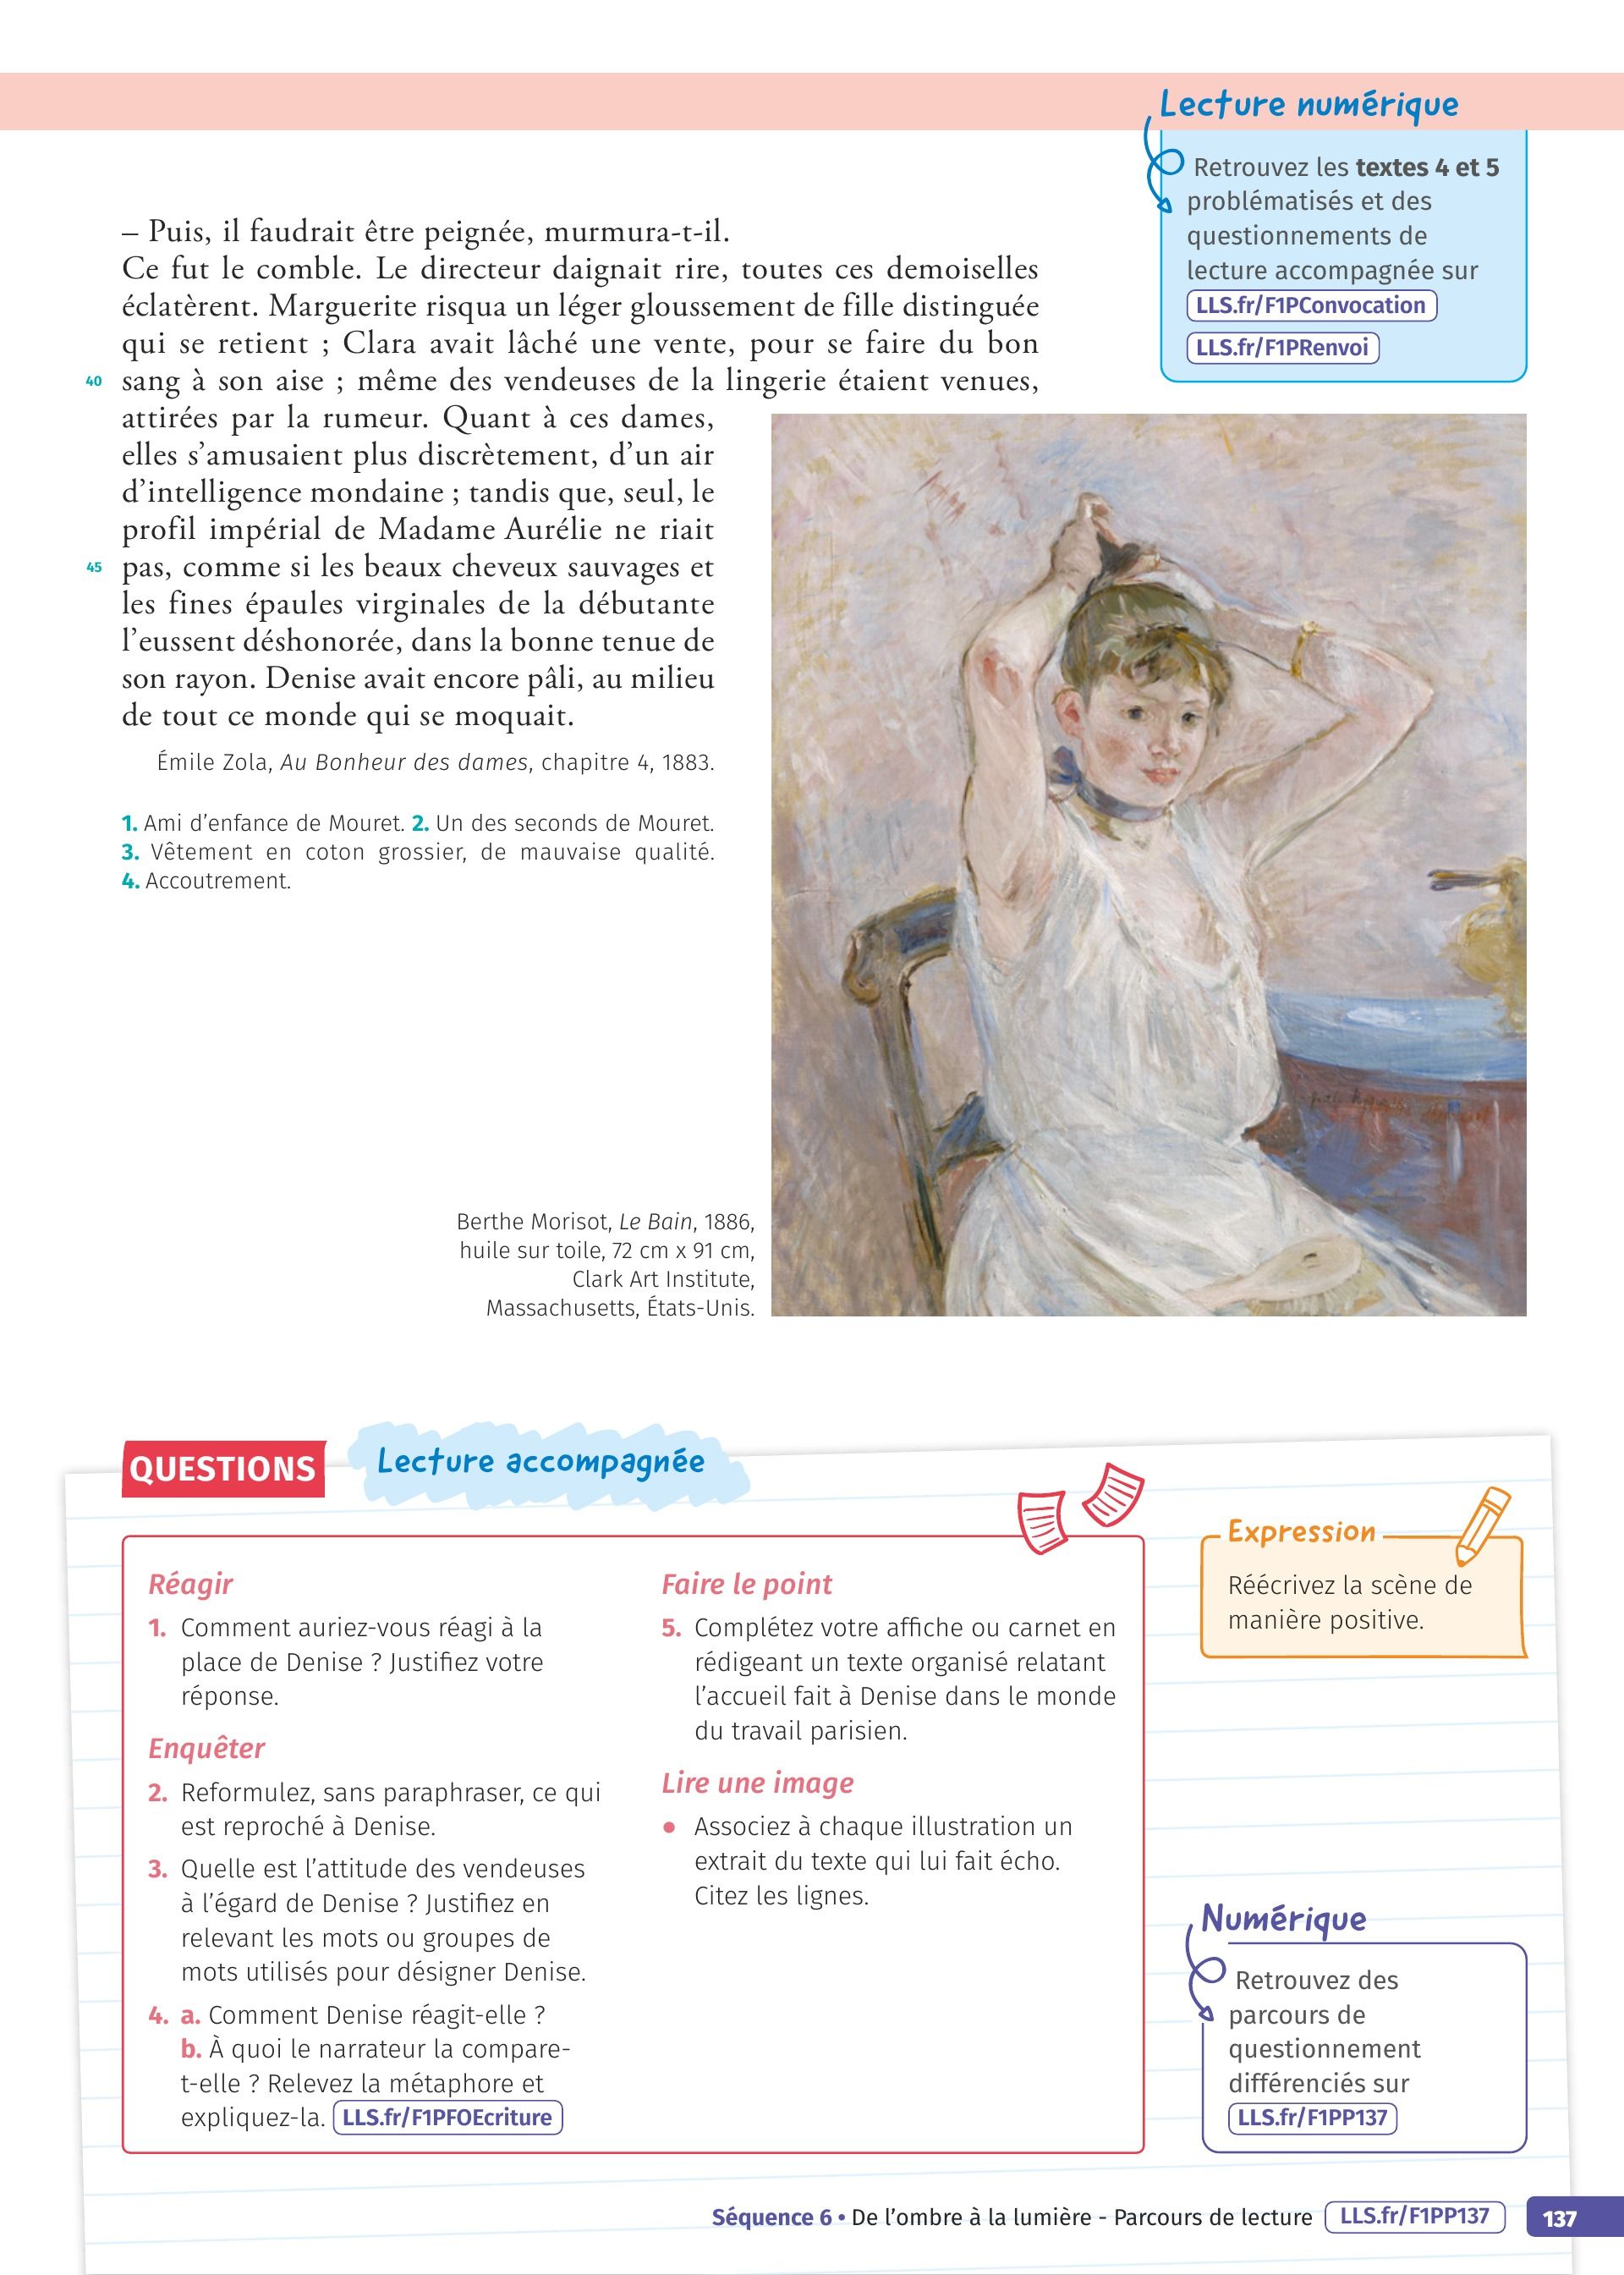 Lecture numérique
Retrouvez les textes 4 et 5
problématisés et des
questionnements de
lecture accompagnée sur
LLS.fr/F1PConvocation
LLS.fr/F1PRenvoi
– Puis, il faudrait être peignée, murmura-t-il.
Ce fut le comble. Le directeur daignait rire, toutes ces demoiselles
éclatèrent. Marguerite risqua un léger gloussement de fille distinguée
qui se retient ; Clara avait lâché une vente, pour se faire du bon
40 sang à son aise ; même des vendeuses de la lingerie étaient venues,
attirées par la rumeur. Quant à ces dames,
elles s’amusaient plus discrètement, d’un air
d’intelligence mondaine ; tandis que, seul, le
profil impérial de Madame Aurélie ne riait
45 pas, comme si les beaux cheveux sauvages et
les fines épaules virginales de la débutante
l’eussent déshonorée, dans la bonne tenue de
son rayon. Denise avait encore pâli, au milieu
de tout ce monde qui se moquait.
Émile Zola, Au Bonheur des dames, chapitre 4, 1883.
1. Ami d’enfance de Mouret. 2. Un des seconds de Mouret.
3. Vêtement en coton grossier, de mauvaise qualité.
4. Accoutrement.
Berthe Morisot, Le Bain, 1886,
huile sur toile, 72 cm x 91 cm,
Clark Art Institute,
Massachusetts, États-Unis.
QUESTIONS
Lecture accompagnée
Réagir
1. Comment auriez-vous réagi à la
place de Denise ? Justifiez votre
réponse.
Enquêter
2. Reformulez, sans paraphraser, ce qui
est reproché à Denise.
3. Quelle est l’attitude des vendeuses
à l’égard de Denise ? Justifiez en
relevant les mots ou groupes de
mots utilisés pour désigner Denise.
4. a. Comment Denise réagit-elle ?
b. À quoi le narrateur la compare-
t-elle ? Relevez la métaphore et
expliquez-la. LLS.fr/F1PFOEcriture
Faire le point
5. Complétez votre affiche ou carnet en
rédigeant un texte organisé relatant
l’accueil fait à Denise dans le monde
du travail parisien.
Lire une image
• Associez à chaque illustration un
extrait du texte qui lui fait écho.
Citez les lignes.
Expression
Réécrivez la scène de
manière positive.
Numérique
Retrouvez des
parcours de
questionnement
différenciés sur
LLS.fr/F1PP137
Séquence 6 • De l’ombre à la lumière - Parcours de lecture LLS.fr/F1PP137 137